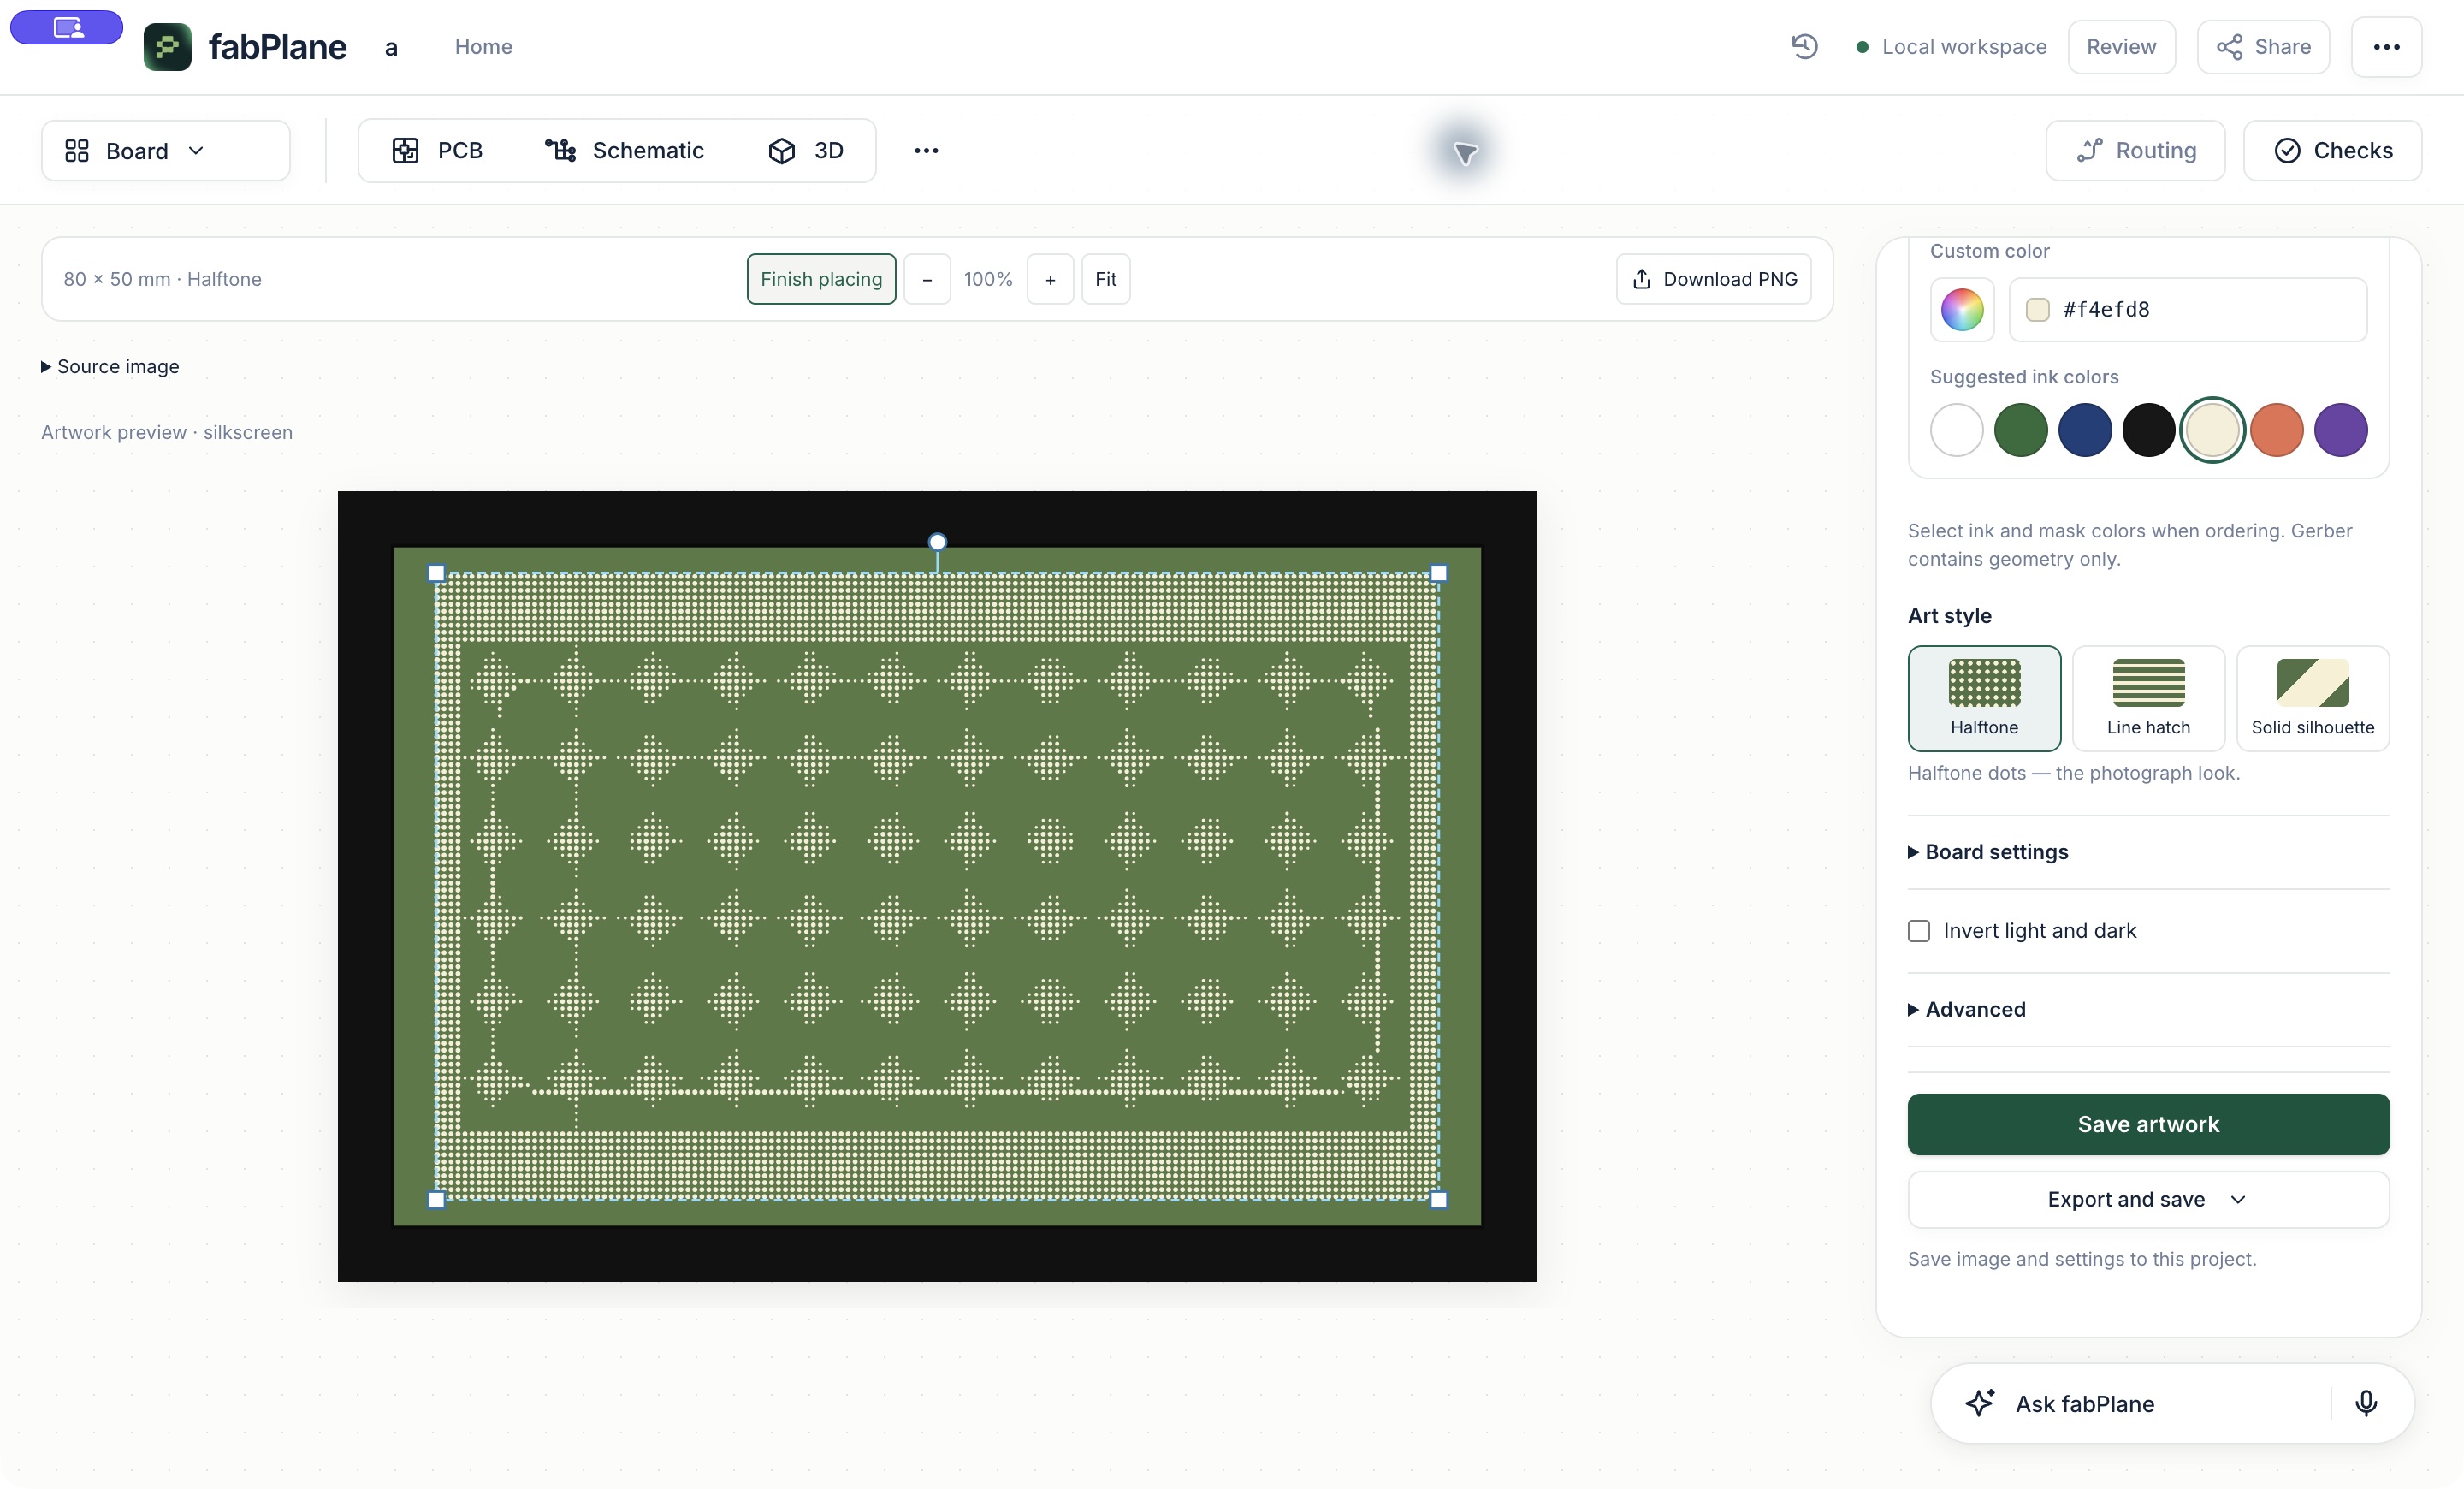 fabPlane a Home Local workspace Review Share
Board PCB Schematic 3D Routing Checks
80 × 50 mm · Halftone Finish placing − 100% + Fit Download PNG
Source image
Artwork preview · silkscreen
Custom color
#f4efd8
Suggested ink colors
Select ink and mask colors when ordering. Gerber
contains geometry only.
Art style
Halftone Line hatch Solid silhouette
Halftone dots — the photograph look.
Board settings
Invert light and dark
Advanced
Save artwork
Export and save
Save image and settings to this project.
Ask fabPlane